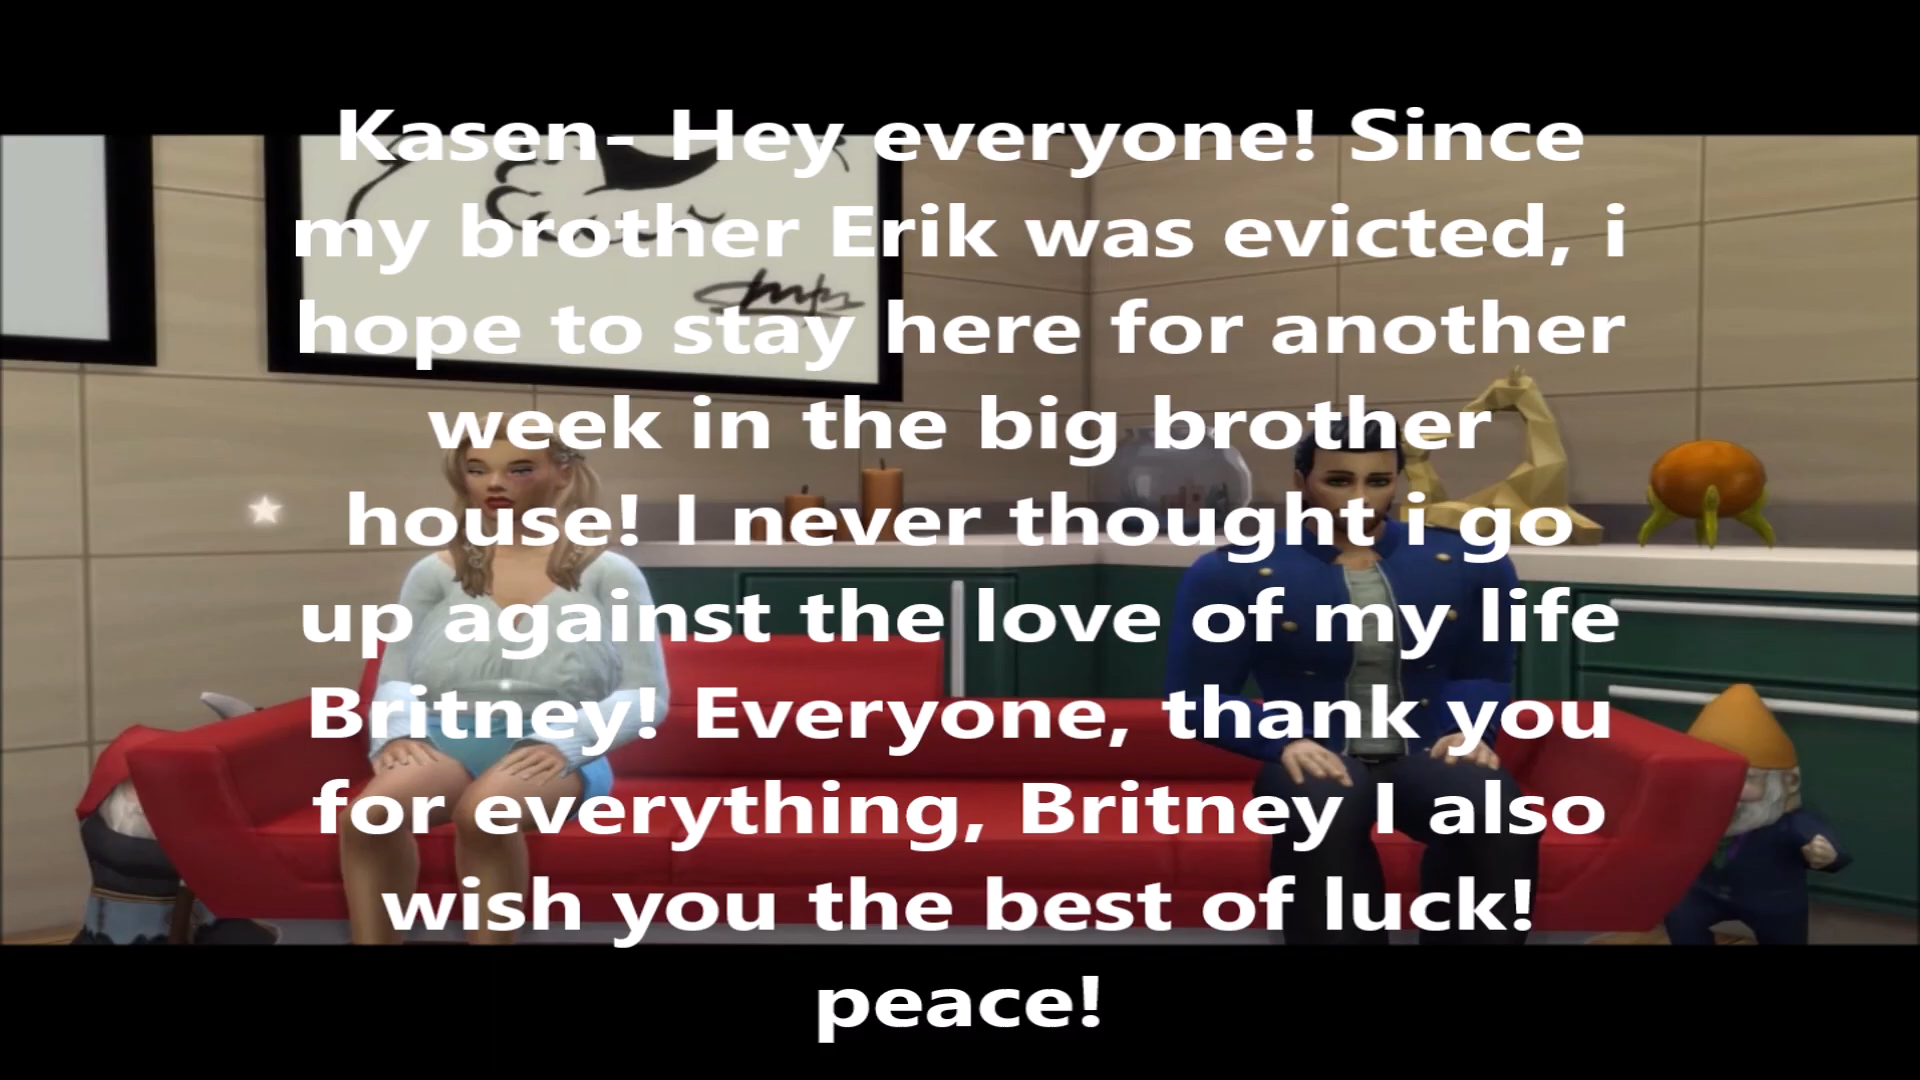 Kasen- Hey everyone! Since
my brother Erik was evicted, i
hope to stay here for another
week in the big brother
house! I never thought i go
up against the love of my life
Britney! Everyone, thank you
for everything, Britney I also
wish you the best of luck!
peace!